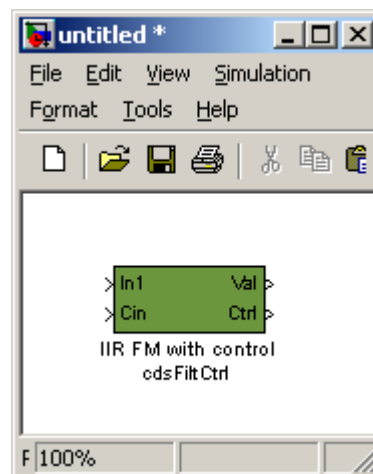 untitled *
File Edit View Simulation
Format Tools Help
In1 Val
Cin Ctrl
IIR FM with control
cdsFiltCtrl
F 100%